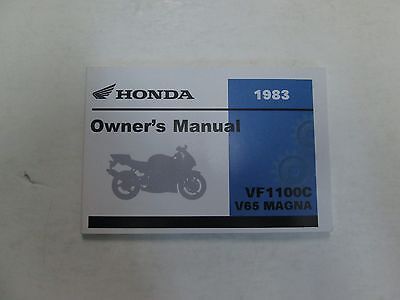 HONDA
1983
Owner's Manual
VF1100C
V65 MAGNA